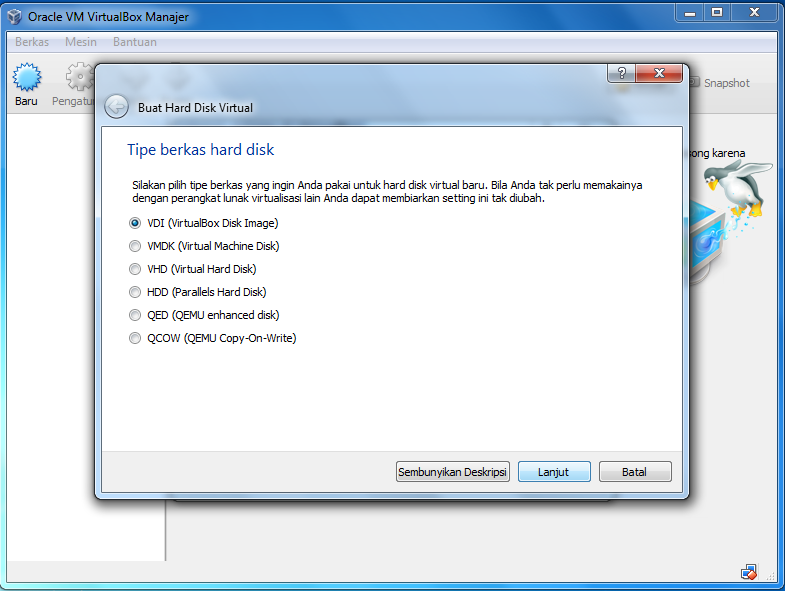 Oracle VM VirtualBox Manajer
Berkas Mesin Bantuan
Baru
Snapshot
?
Buat Hard Disk Virtual
Tipe berkas hard disk
karena
Silakan pilih tipe berkas yang ingin Anda pakai untuk hard disk virtual baru. Bila Anda tak perlu memakainya
dengan perangkat lunak virtualisasi lain Anda dapat membiarkan setting ini tak diubah.
VDI (VirtualBox Disk Image)
VMDK (Virtual Machine Disk)
VHD (Virtual Hard Disk)
HDD (Parallels Hard Disk)
QED (QEMU enhanced disk)
QCOW (QEMU Copy-On-Write)
Sembunyikan Deskripsi
Lanjut
Batal